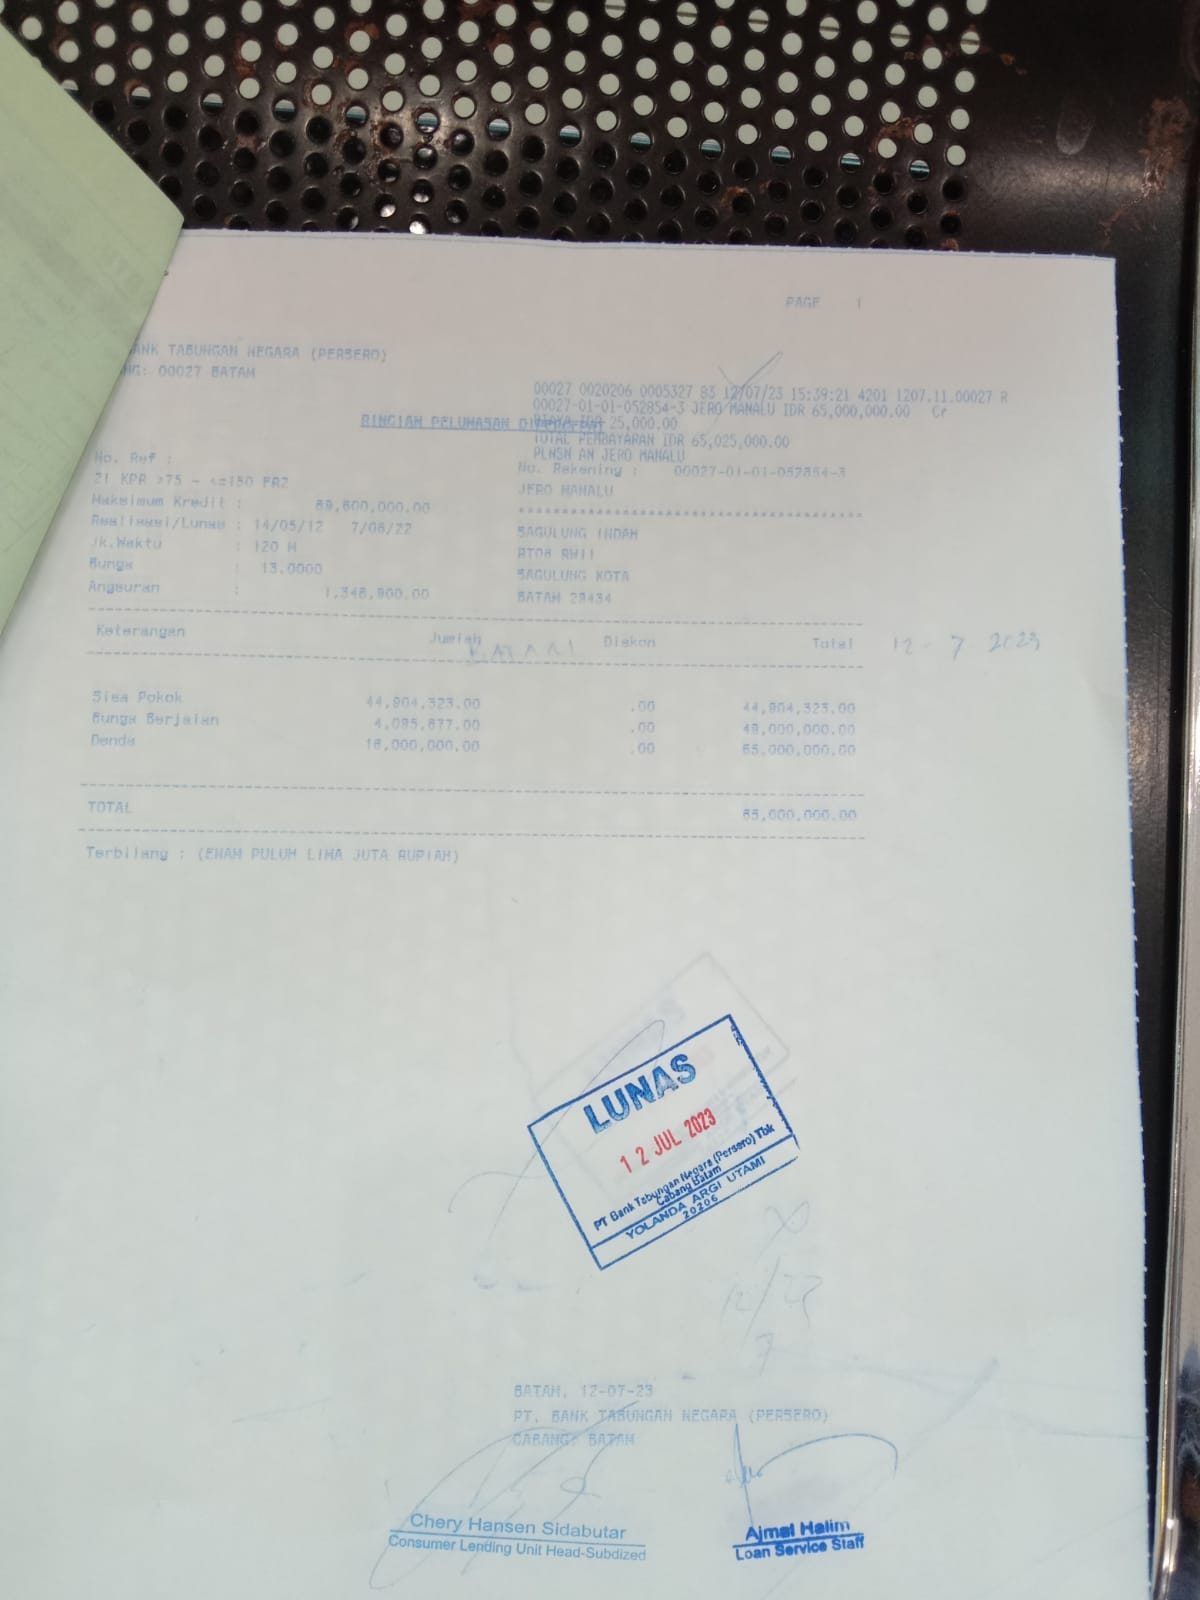 PAGE 1
BANK TABUNGAN NEGARA (PERSERO)
NG: 00027 BATAM
00027 0020206 0005327 B3 12/07/23 15:39:21 4201 1207.11.00027 R
00027-01-01-052854-3 JERO MANALU IDR 65,000,000.00 Cr
BIAYA IDR 25,000.00
RINCIAN PELUNASAN DIPERCEPAT
TOTAL PEMBAYARAN IDR 65,025,000.00
PLNSN AN JERO MANALU
No. Ref :
No. Rekening : 00027-01-01-052854-3
21 KPR >75 - <=150 FR2
JERO MANALU
Maksimum Kredit : 89,600,000.00
***************************************
Realisasi/Lunas : 14/05/12 7/06/22
SAGULUNG INDAH
Jk.Waktu : 120 M
RT06 RW11
Bunga : 13.0000
SAGULUNG KOTA
Angsuran : 1,346,900.00
BATAM 29434
Keterangan Jumlah Diskon Total 12-7 2023
BATAM
Sisa Pokok 44,904,323.00 .00 44,904,323.00
Bunga Berjalan 4,095,677.00 .00 49,000,000.00
Denda 16,000,000.00 .00 65,000,000.00
TOTAL 65,000,000.00
Terbilang : (ENAM PULUH LIMA JUTA RUPIAH)
LUNAS
12 JUL 2023
PT Bank Tabungan Negara (Persero) Tbk
Cabang Batam
YOLANDA ARGI UTAMI
20206
12/23
7
BATAM, 12-07-23
PT. BANK TABUNGAN NEGARA (PERSERO)
CABANG: BATAM
Chery Hansen Sidabutar
Consumer Lending Unit Head-Subdized
Ajmal Halim
Loan Service Staff